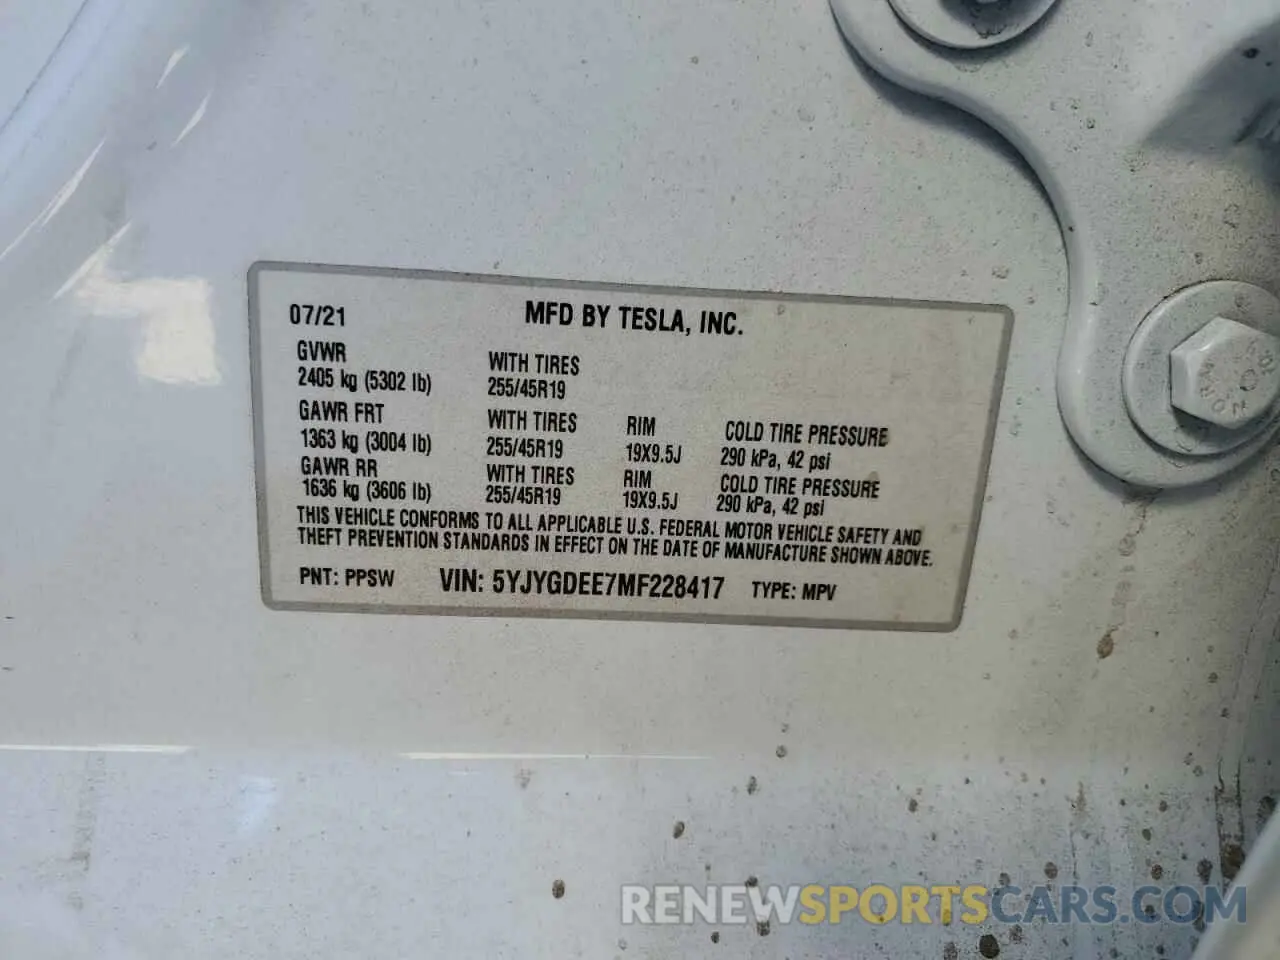 07/21 MFD BY TESLA, INC.
GVWR WITH TIRES
2405 kg (5302 lb) 255/45R19
GAWR FRT WITH TIRES RIM COLD TIRE PRESSURE
1363 kg (3004 lb) 255/45R19 19X9.5J 290 kPa, 42 psi
GAWR RR WITH TIRES RIM COLD TIRE PRESSURE
1636 kg (3606 lb) 255/45R19 19X9.5J 290 kPa, 42 psi
THIS VEHICLE CONFORMS TO ALL APPLICABLE U.S. FEDERAL MOTOR VEHICLE SAFETY AND
THEFT PREVENTION STANDARDS IN EFFECT ON THE DATE OF MANUFACTURE SHOWN ABOVE.
PNT: PPSW VIN: 5YJYGDEE7MF228417 TYPE: MPV
RENEWSPORTSCARS.COM